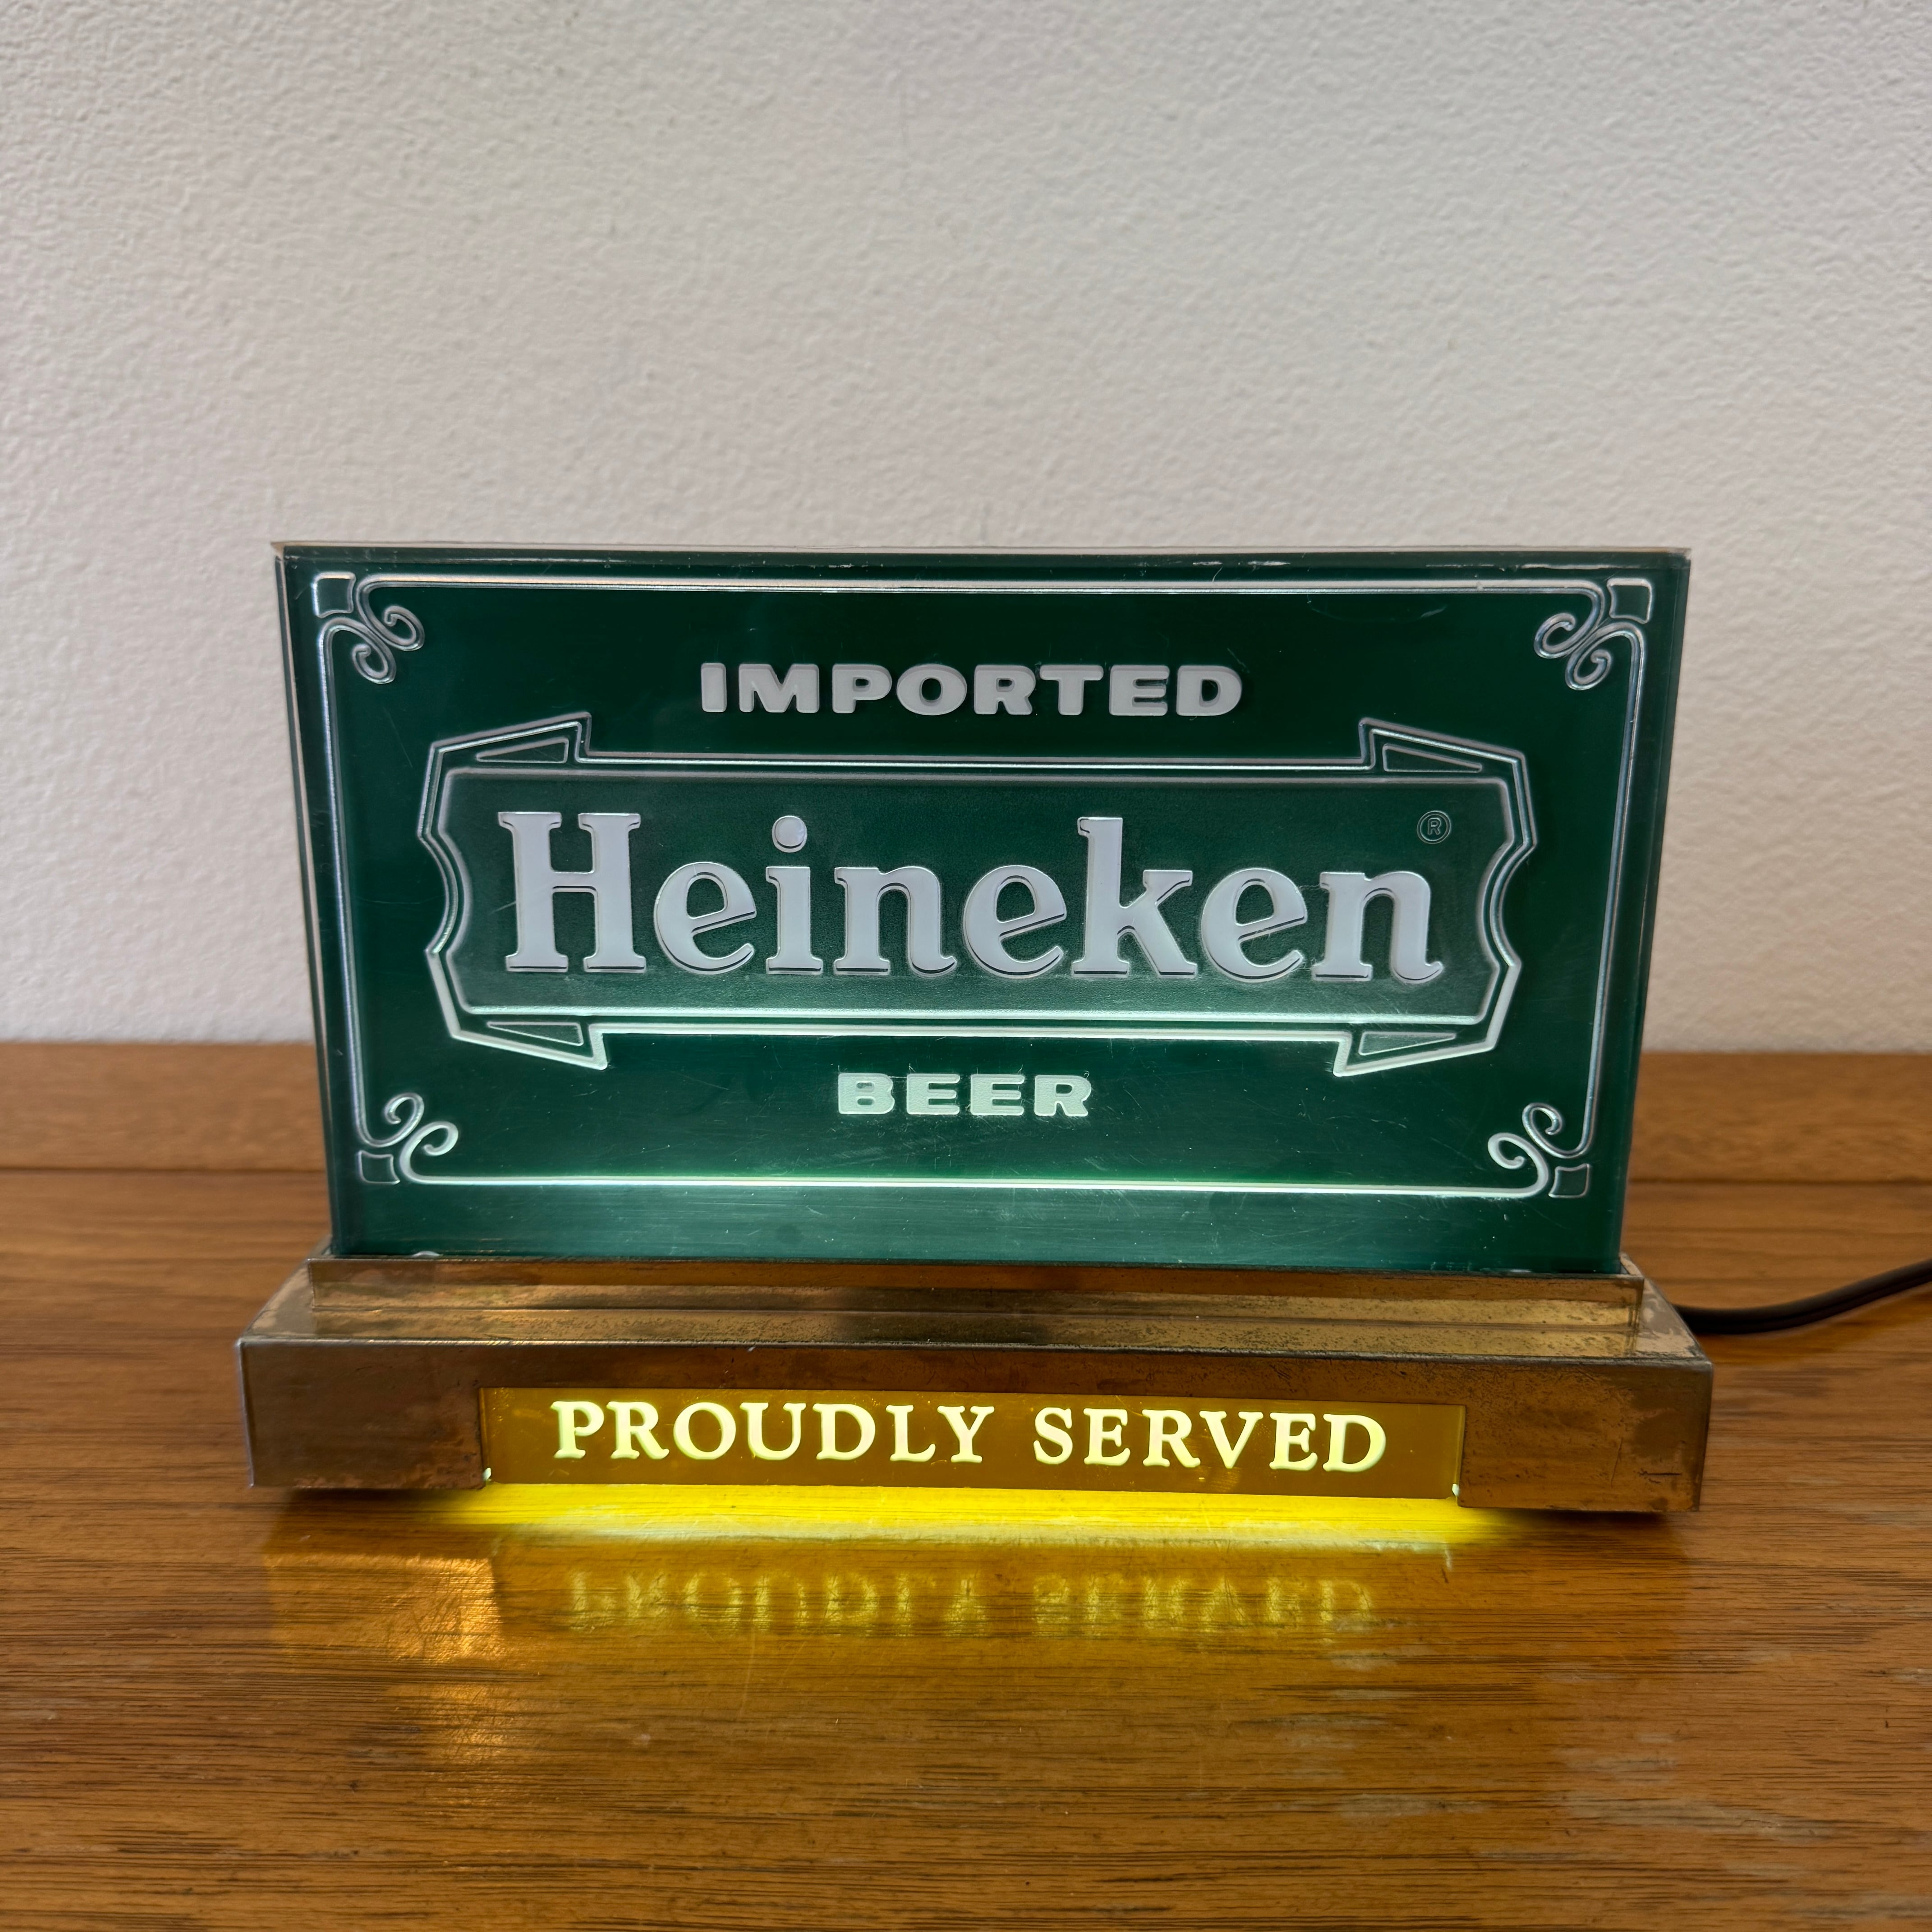 IMPORTED
Heineken ®
BEER
PROUDLY SERVED